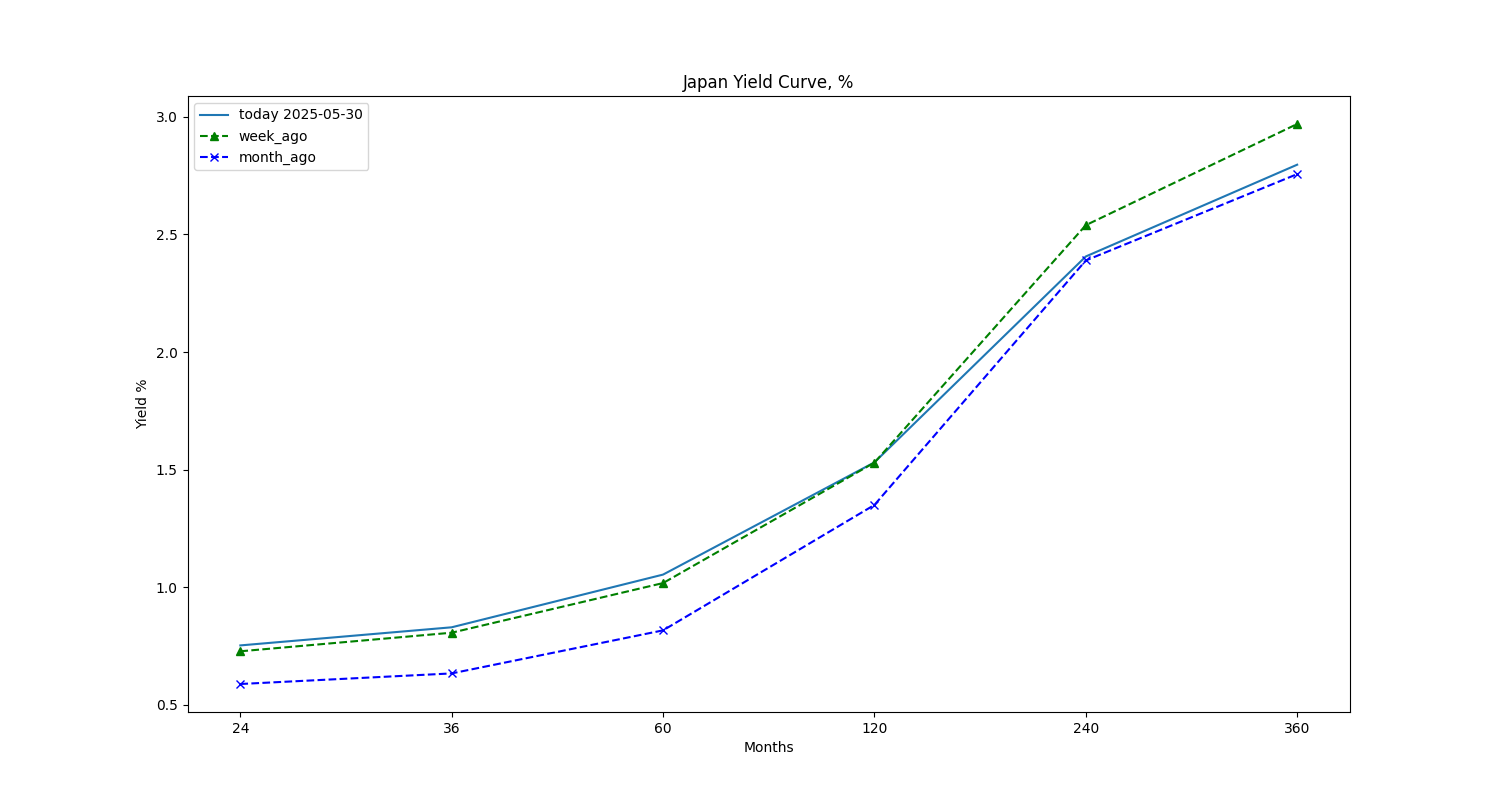 Japan Yield Curve, %
today 2025-05-30
week_ago
month_ago
3.0
2.5
2.0
1.5
1.0
0.5
Yield %
24 36 60 120 240 360
Months